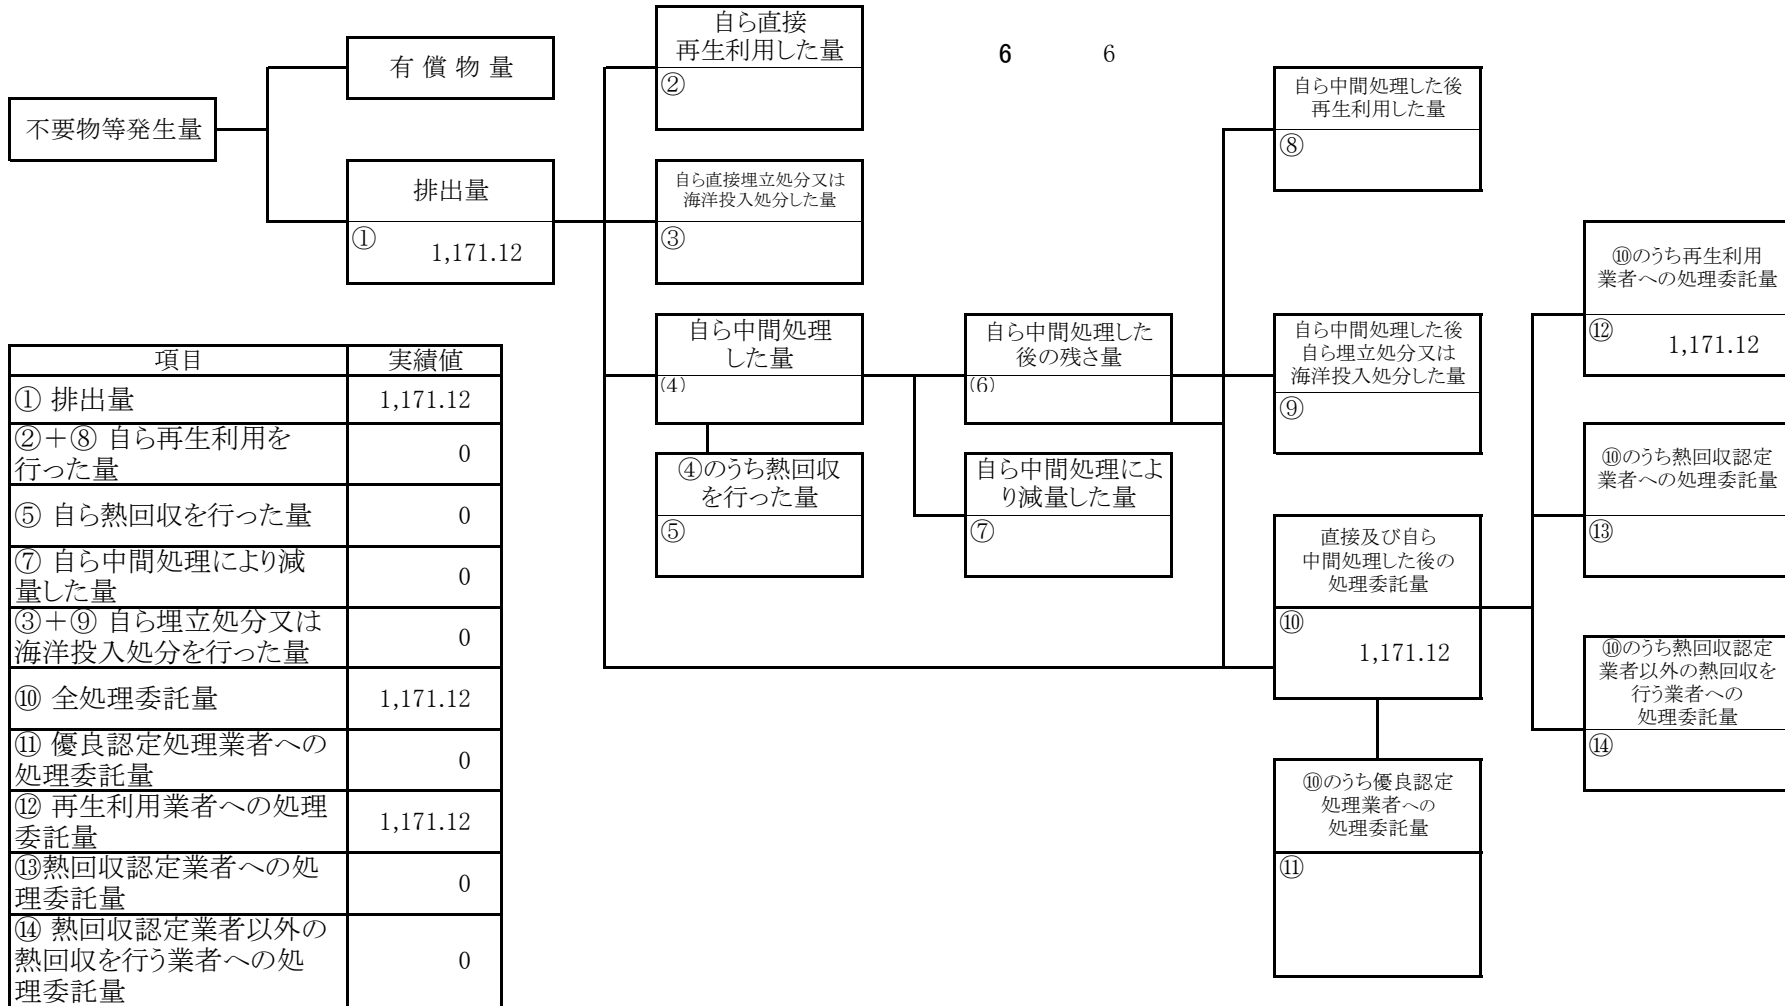 不要物等発生量
有 償 物 量
排出量
① 1,171.12
自ら直接
再生利用した量
②
自ら直接埋立処分又は
海洋投入処分した量
③
自ら中間処理
した量
(4)
④のうち熱回収
を行った量
⑤
6 6
自ら中間処理した
後の残さ量
(6)
自ら中間処理によ
り減量した量
⑦
自ら中間処理した後
再生利用した量
⑧
自ら中間処理した後
自ら埋立処分又は
海洋投入処分した量
⑨
直接及び自ら
中間処理した後の
処理委託量
⑩
1,171.12
⑩のうち優良認定
処理業者への
処理委託量
⑪
⑩のうち再生利用
業者への処理委託量
⑫ 1,171.12
⑩のうち熱回収認定
業者への処理委託量
⑬
⑩のうち熱回収認定
業者以外の熱回収を
行う業者への
処理委託量
⑭
項目 実績値
① 排出量 1,171.12
②＋⑧ 自ら再生利用を
行った量 0
⑤ 自ら熱回収を行った量 0
⑦ 自ら中間処理により減
量した量 0
③＋⑨ 自ら埋立処分又は
海洋投入処分を行った量 0
⑩ 全処理委託量 1,171.12
⑪ 優良認定処理業者への
処理委託量 0
⑫ 再生利用業者への処理
委託量 1,171.12
⑬熱回収認定業者への処
理委託量 0
⑭ 熱回収認定業者以外の
熱回収を行う業者への処
理委託量 0